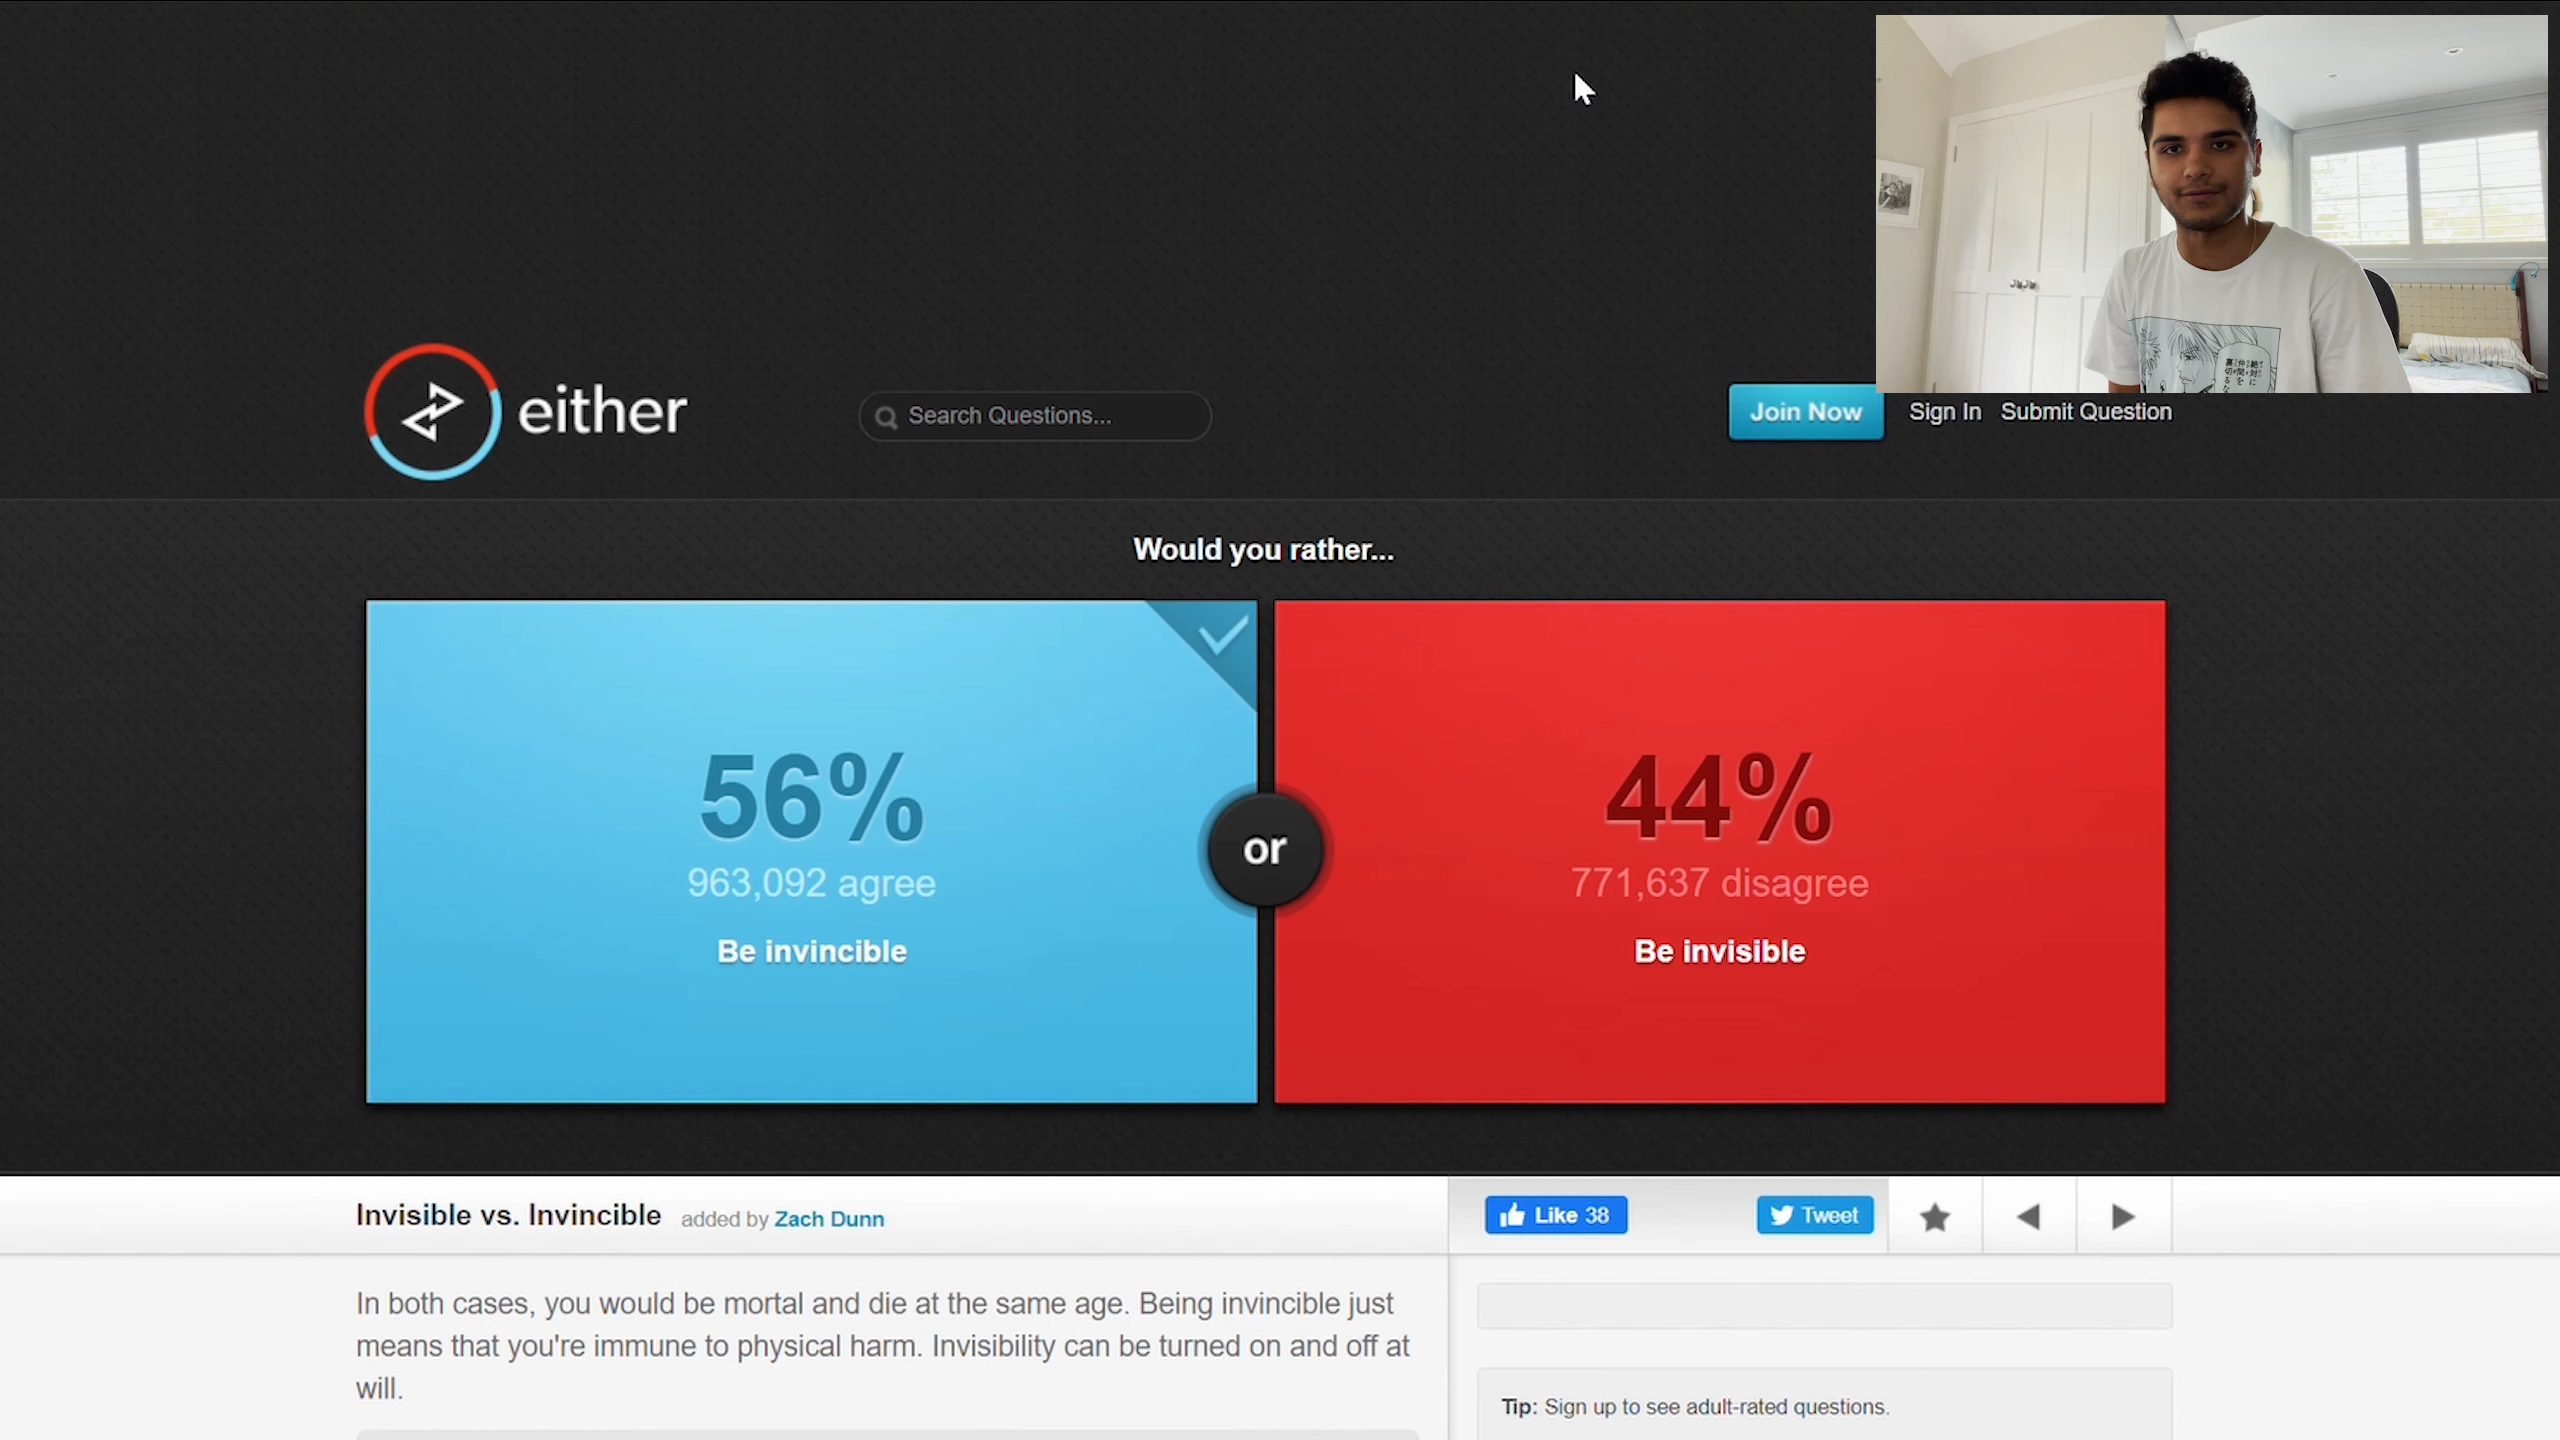 either
Search Questions...
Join Now
Sign In
Submit Question
Would you rather...
56%
963,092 agree
Be invincible
or
44%
771,637 disagree
Be invisible
Invisible vs. Invincible added by Zach Dunn
Like 38
Tweet
In both cases, you would be mortal and die at the same age. Being invincible just
means that you're immune to physical harm. Invisibility can be turned on and off at
will.
Tip: Sign up to see adult-rated questions.